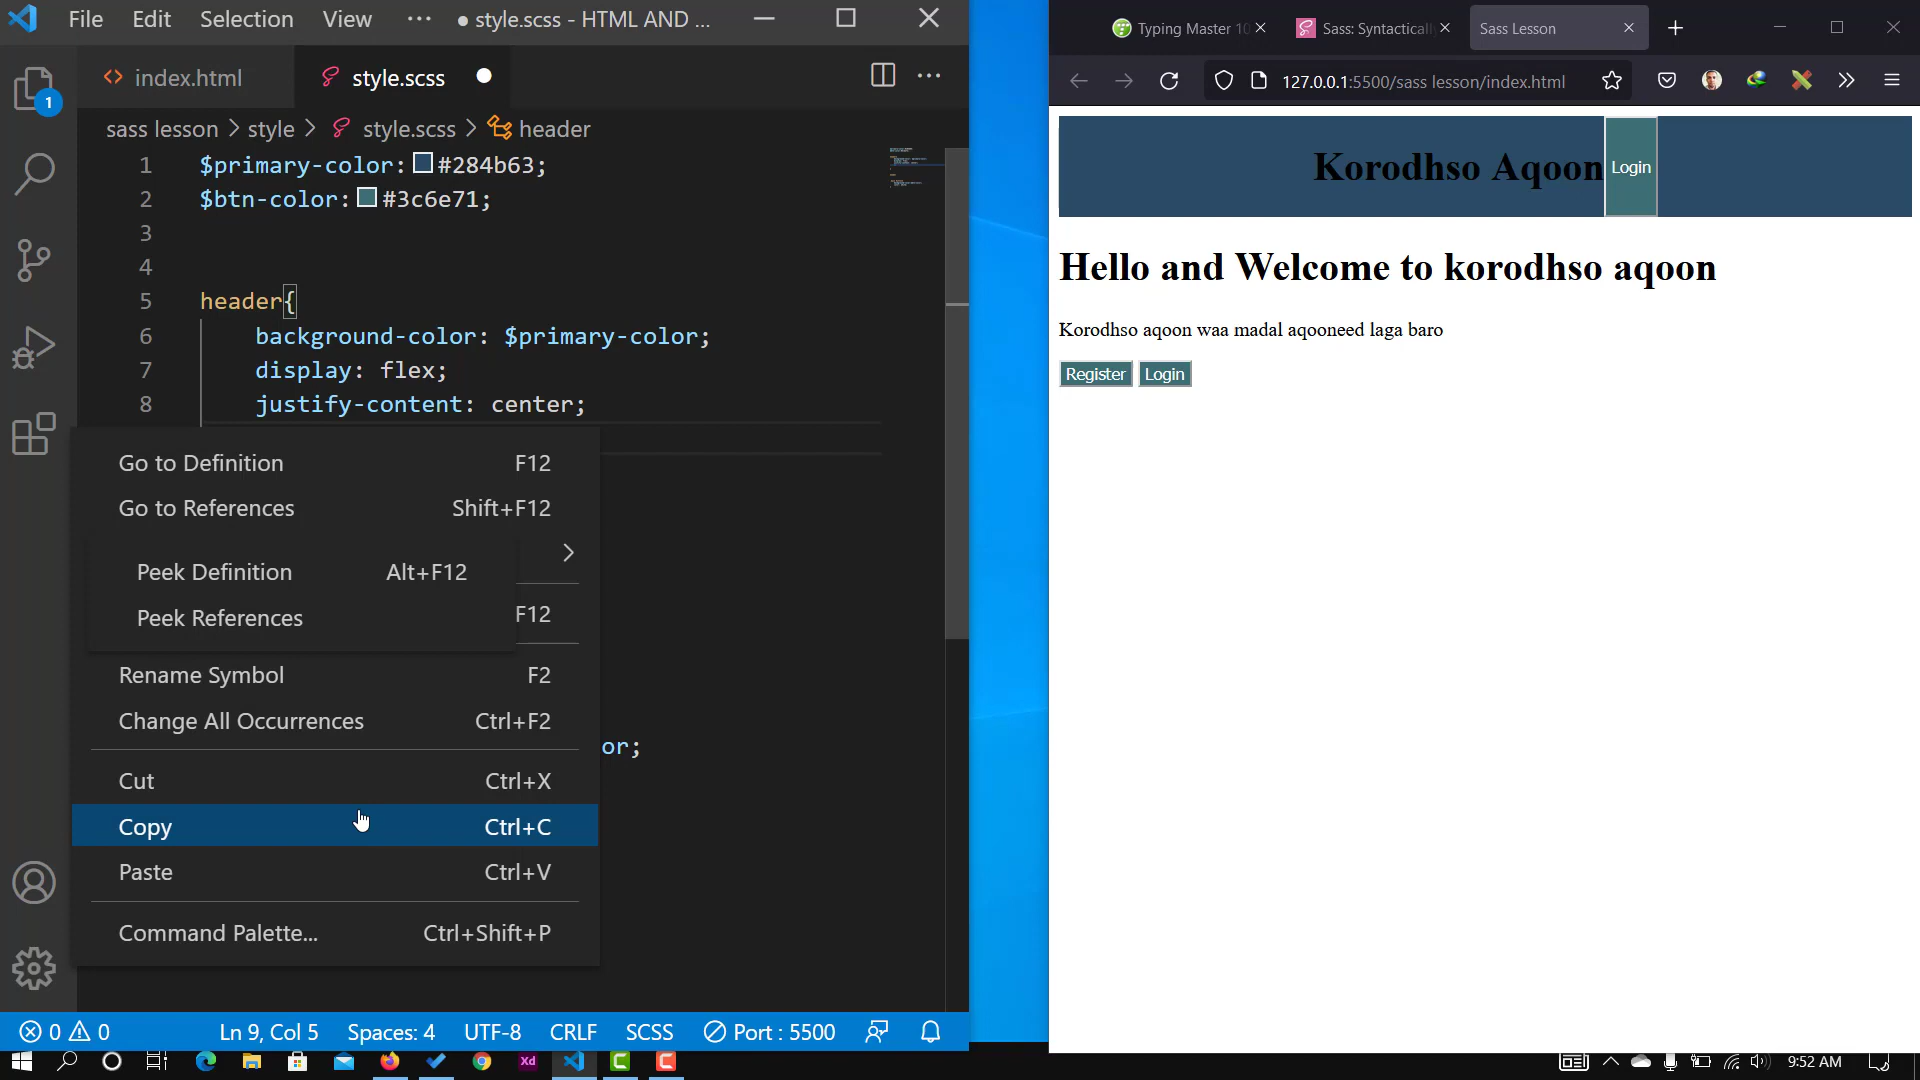 File Edit Selection View ··· ● style.scss - HTML AND ...
index.html style.scss
sass lesson > style > style.scss > header
1 $primary-color: #284b63;
2 $btn-color: #3c6e71;
3
4
5 header{
6 background-color: $primary-color;
7 display: flex;
8 justify-content: center;
Go to Definition F12
Go to References Shift+F12
Peek Definition Alt+F12
Peek References F12
Rename Symbol F2
Change All Occurrences Ctrl+F2
or;
Cut Ctrl+X
Copy Ctrl+C
Paste Ctrl+V
Command Palette... Ctrl+Shift+P
1
0 0 Ln 9, Col 5 Spaces: 4 UTF-8 CRLF SCSS Port : 5500
Typing Master 10 Sass: Syntactically Sass Lesson
127.0.0.1:5500/sass lesson/index.html
Korodhso Aqoon Login
Hello and Welcome to korodhso aqoon
Korodhso aqoon waa madal aqooneed laga baro
Register Login
Xd
9:52 AM